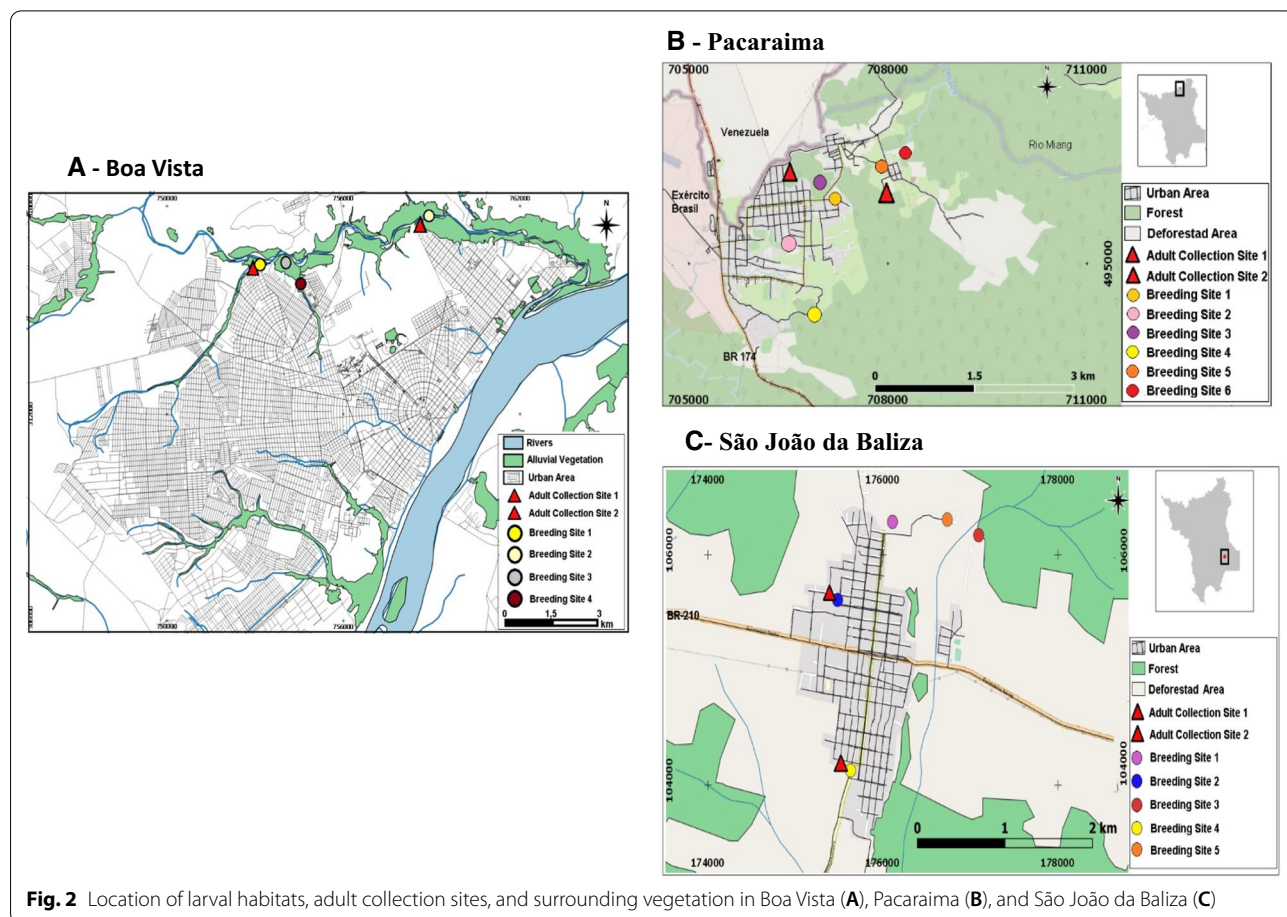 A - Boa Vista
750000
756000
762000
N
312000
750000
756000
Rivers
Alluvial Vegetation
Urban Area
Adult Collection Site 1
Adult Collection Site 2
Breeding Site 1
Breeding Site 2
Breeding Site 3
Breeding Site 4
0 1,5 3
km
B - Pacaraima
705000
708000
711000
N
Venezuela
Rio Miang
Exército
Brasil
495000
BR 174
0 1.5 3 km
705000
708000
711000
Urban Area
Forest
Deforestad Area
Adult Collection Site 1
Adult Collection Site 2
Breeding Site 1
Breeding Site 2
Breeding Site 3
Breeding Site 4
Breeding Site 5
Breeding Site 6
C- São João da Baliza
174000
176000
178000
N
106000
106000
BR-210
104000
104000
0 1 2 km
174000
176000
178000
Urban Area
Forest
Deforestad Area
Adult Collection Site 1
Adult Collection Site 2
Breeding Site 1
Breeding Site 2
Breeding Site 3
Breeding Site 4
Breeding Site 5
Fig. 2 Location of larval habitats, adult collection sites, and surrounding vegetation in Boa Vista (A), Pacaraima (B), and São João da Baliza (C)